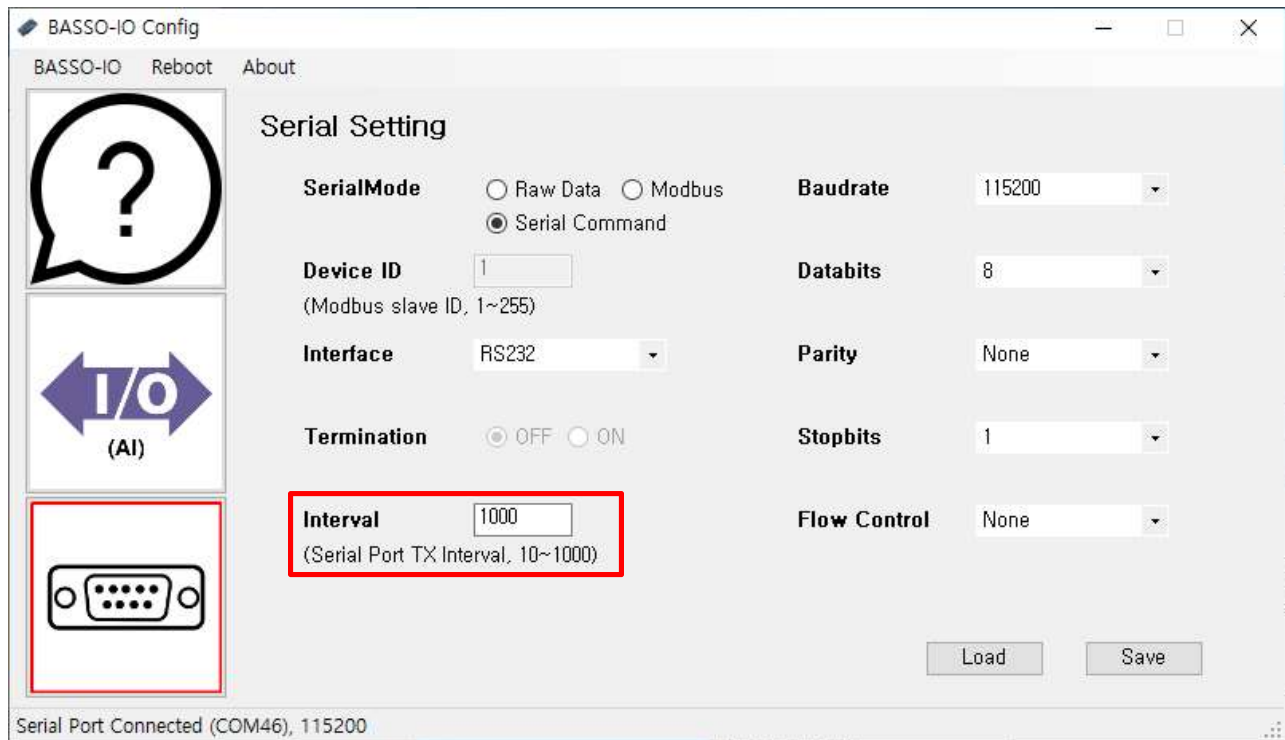 BASSO-IO Config
BASSO-IO Reboot About
?
Serial Setting
SerialMode Raw Data Modbus Baudrate 115200
Serial Command
Device ID 1 Databits 8
(Modbus slave ID, 1~255)
Interface RS232 Parity None
I/O
(AI)
Termination OFF ON Stopbits 1
Interval 1000 Flow Control None
(Serial Port TX Interval, 10~1000)
Load Save
Serial Port Connected (COM46), 115200